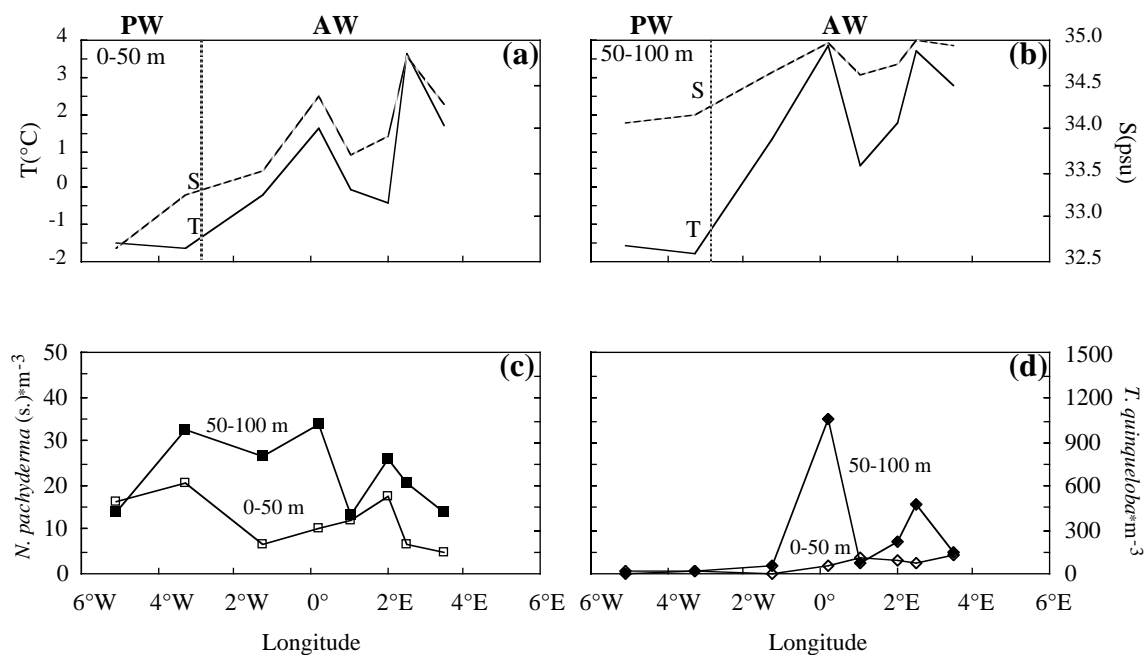 PW AW PW AW
4 0-50 m (a) 50-100 m (b) 35.0
3 34.5
2 34.0
1 33.5
0 33.0
-1 32.5
-2
T(°C)
S
T
S
T
S(psu)
50 (c) (d) 1500
40 1200
30 900
20 600
10 300
0 0
N. pachyderma (s.)*m-3
50-100 m
0-50 m
50-100 m
0-50 m
T. quinqueloba*m-3
6°W 4°W 2°W 0° 2°E 4°E 6°E 6°W 4°W 2°W 0° 2°E 4°E 6°E
Longitude Longitude